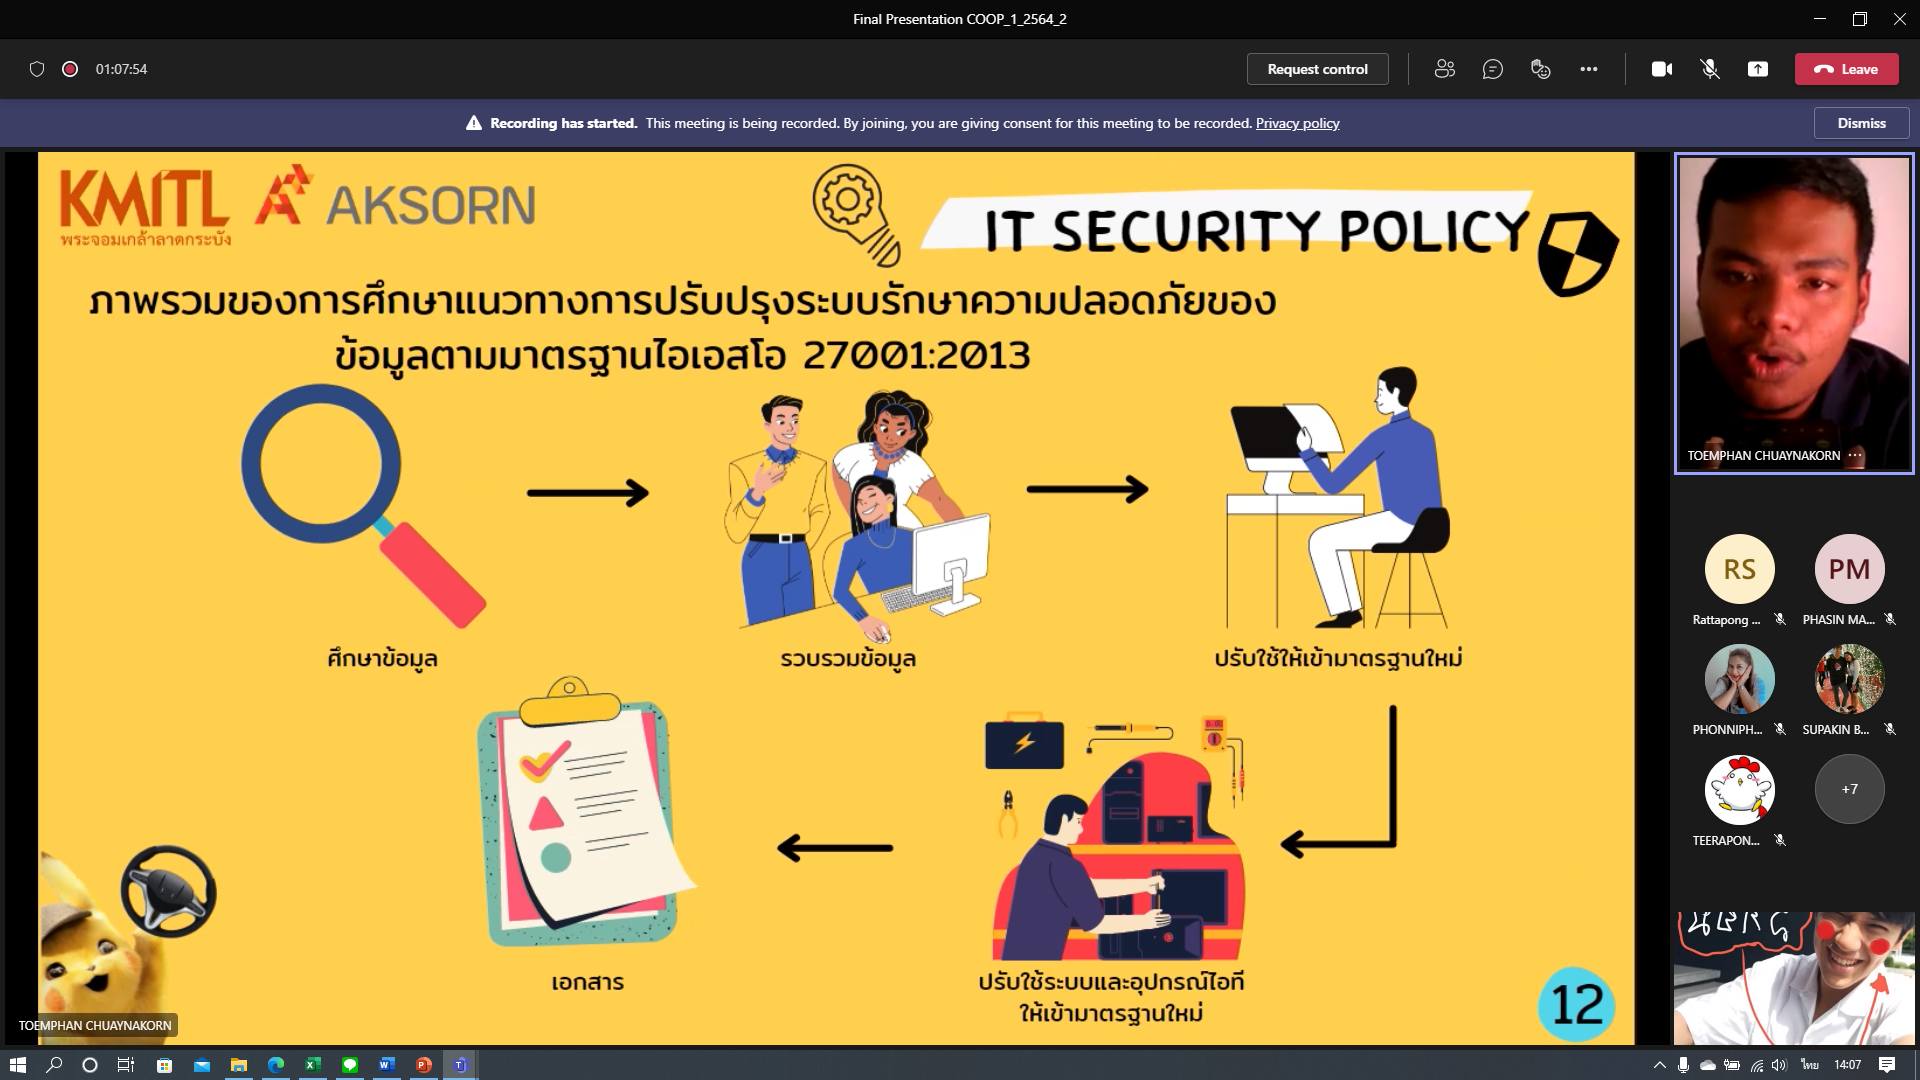 Final Presentation COOP_1_2564_2
01:07:54
Request control
Leave
Recording has started. This meeting is being recorded. By joining, you are giving consent for this meeting to be recorded. Privacy policy
Dismiss
KMITL
พระจอมเกล้าลาดกระบัง
AKSORN
IT SECURITY POLICY
ภาพรวมของการศึกษาแนวทางการปรับปรุงระบบรักษาความปลอดภัยของ
ข้อมูลตามมาตรฐานไอเอสโอ 27001:2013
ศึกษาข้อมูล
รวบรวมข้อมูล
ปรับใช้ให้เข้ามาตรฐานใหม่
เอกสาร
ปรับใช้ระบบและอุปกรณ์ไอที
ให้เข้ามาตรฐานใหม่
12
TOEMPHAN CHUAYNAKORN
TOEMPHAN CHUAYNAKORN
RS
PM
Rattapong ...
PHASIN MA...
PHONNIPH...
SUPAKIN B...
TEERAPON...
+7
ไทย
14:07